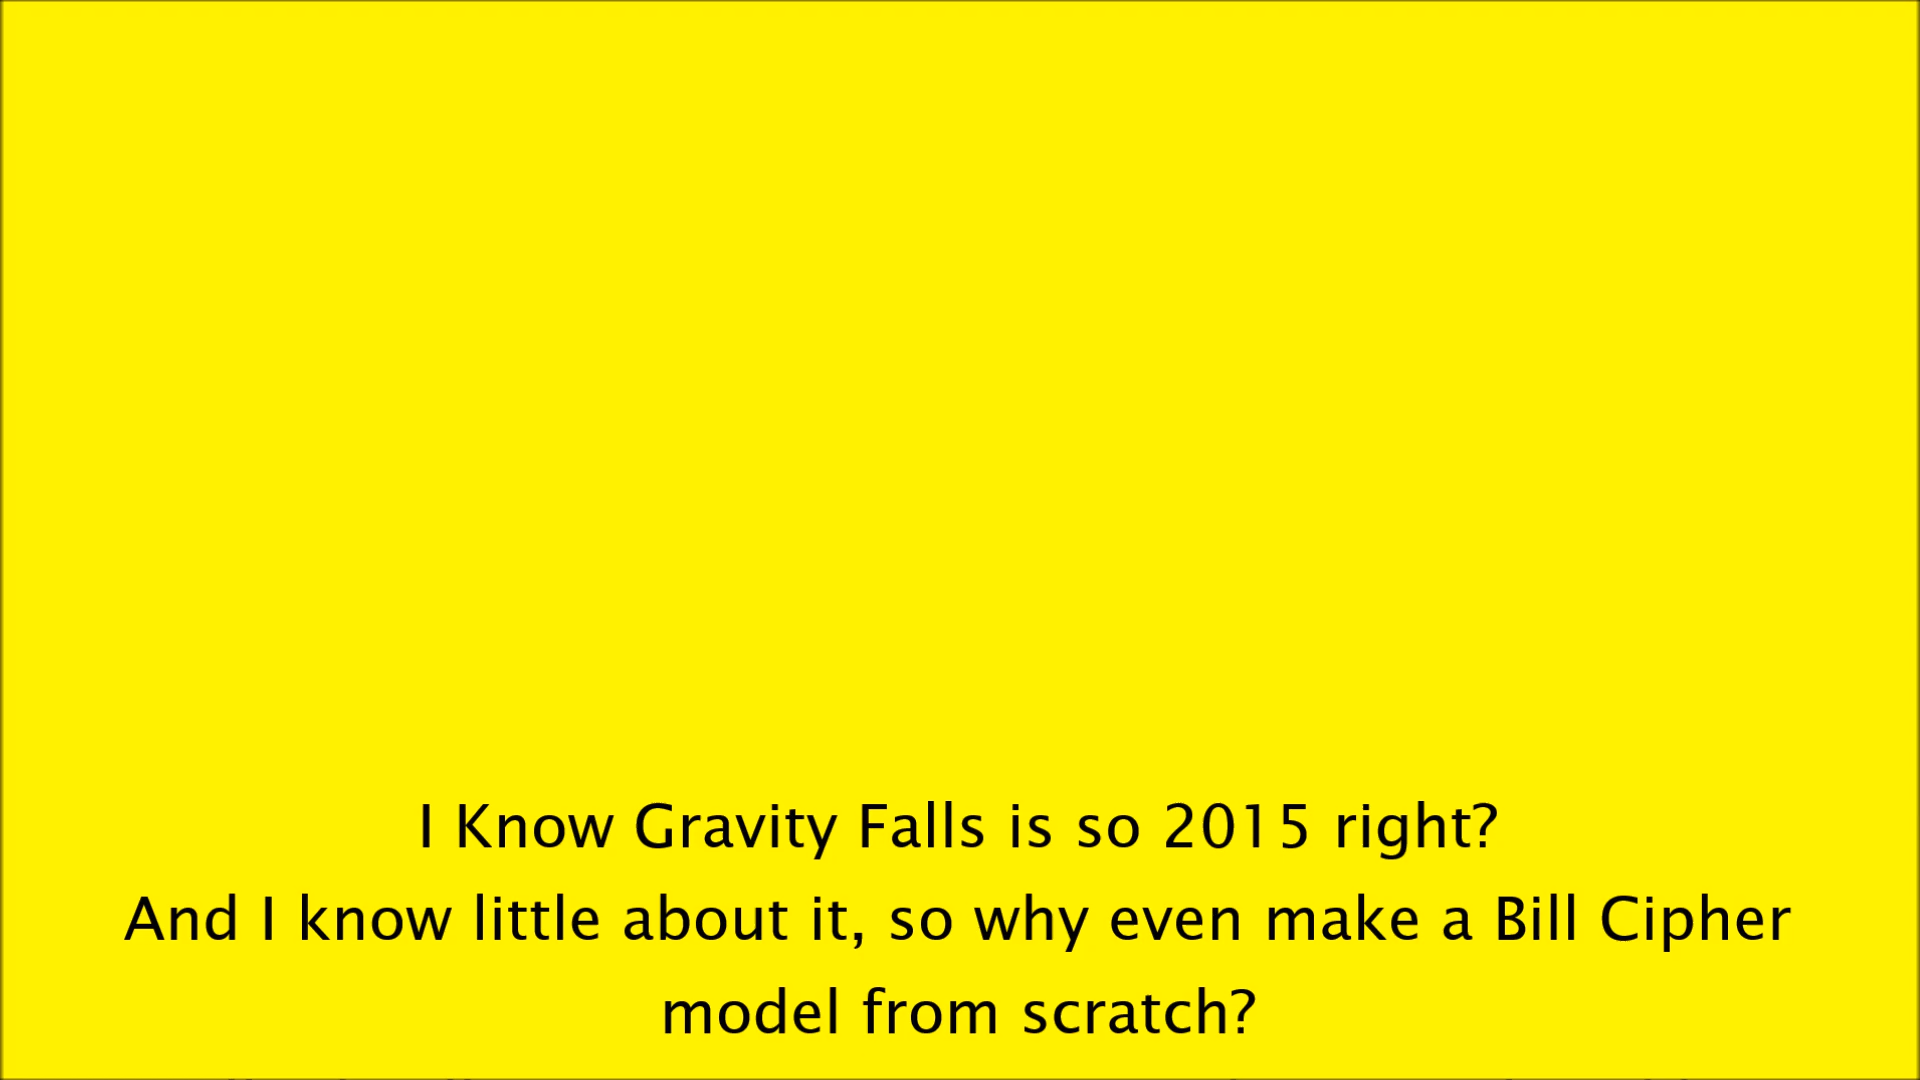 I Know Gravity Falls is so 2015 right?
And I know little about it, so why even make a Bill Cipher
model from scratch?